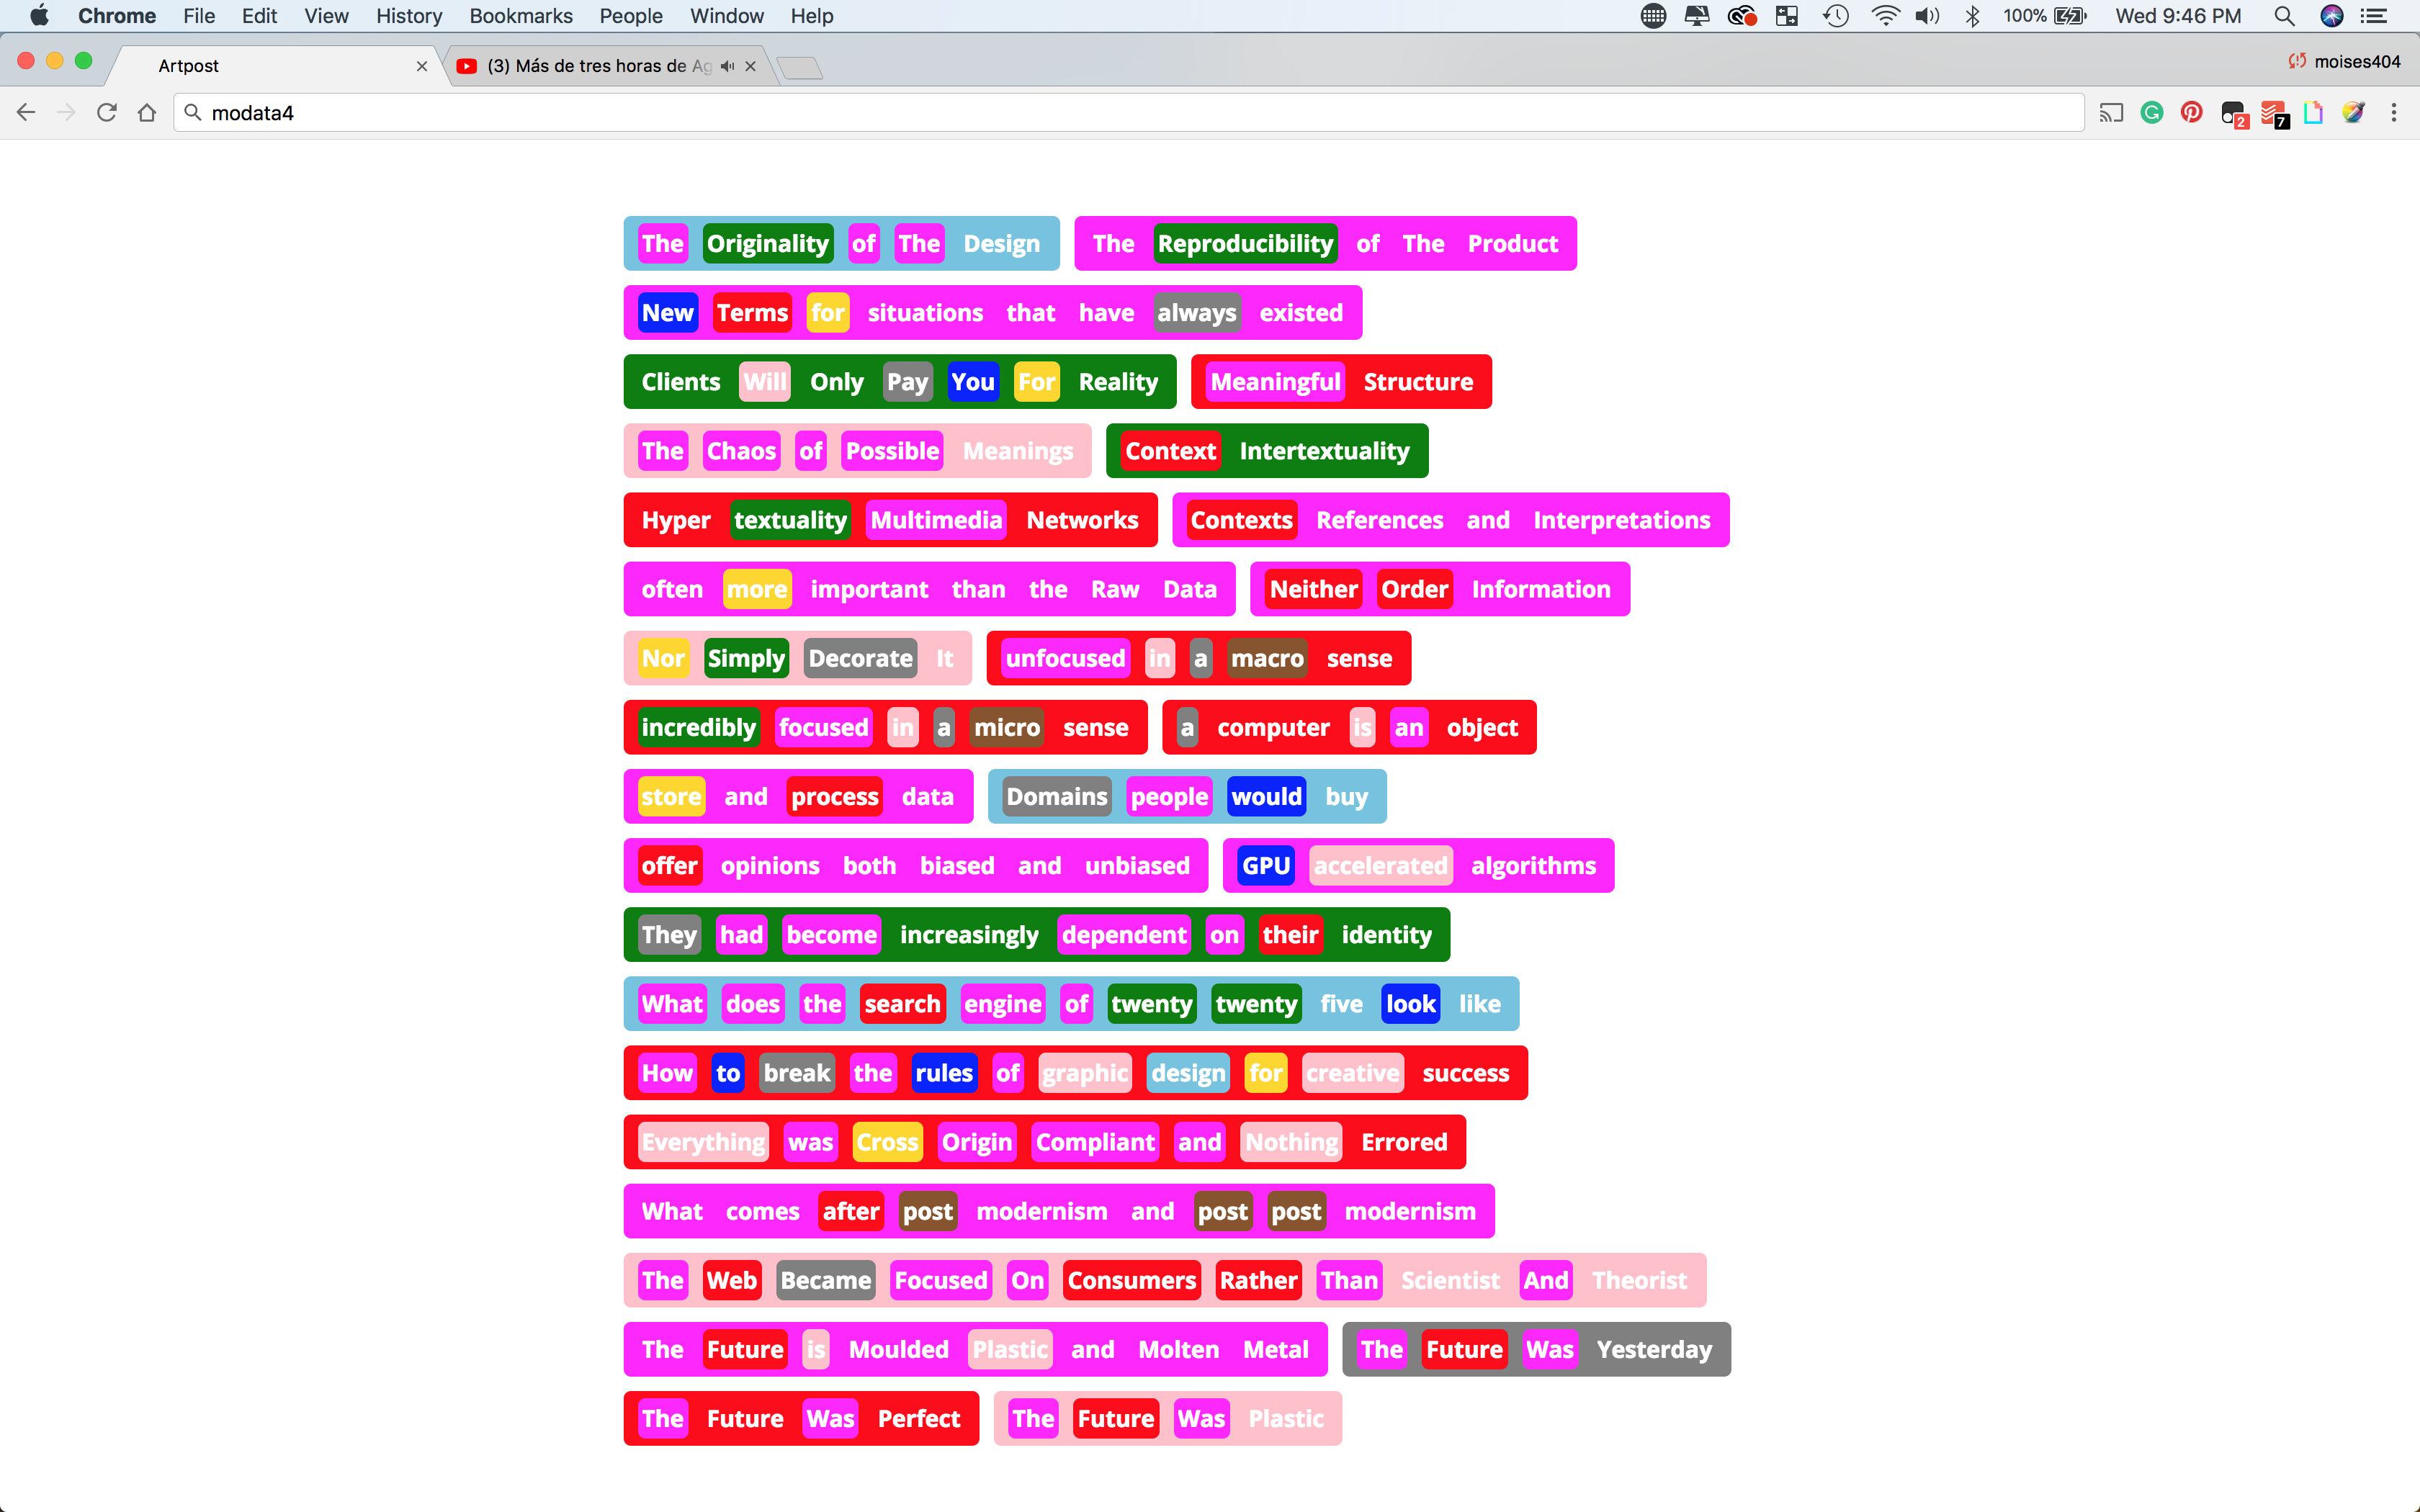 Chrome File Edit View History Bookmarks People Window Help 100% Wed 9:46 PM
Artpost (3) Más de tres horas de Ag moises404
modata4 2 7
The Originality of The Design The Reproducibility of The Product
New Terms for situations that have always existed
Clients Will Only Pay You For Reality Meaningful Structure
The Chaos of Possible Meanings Context Intertextuality
Hyper textuality Multimedia Networks Contexts References and Interpretations
often more important than the Raw Data Neither Order Information
Nor Simply Decorate It unfocused in a macro sense
incredibly focused in a micro sense a computer is an object
store and process data Domains people would buy
offer opinions both biased and unbiased GPU accelerated algorithms
They had become increasingly dependent on their identity
What does the search engine of twenty twenty five look like
How to break the rules of graphic design for creative success
Everything was Cross Origin Compliant and Nothing Errored
What comes after post modernism and post post modernism
The Web Became Focused On Consumers Rather Than Scientist And Theorist
The Future is Moulded Plastic and Molten Metal The Future Was Yesterday
The Future Was Perfect The Future Was Plastic